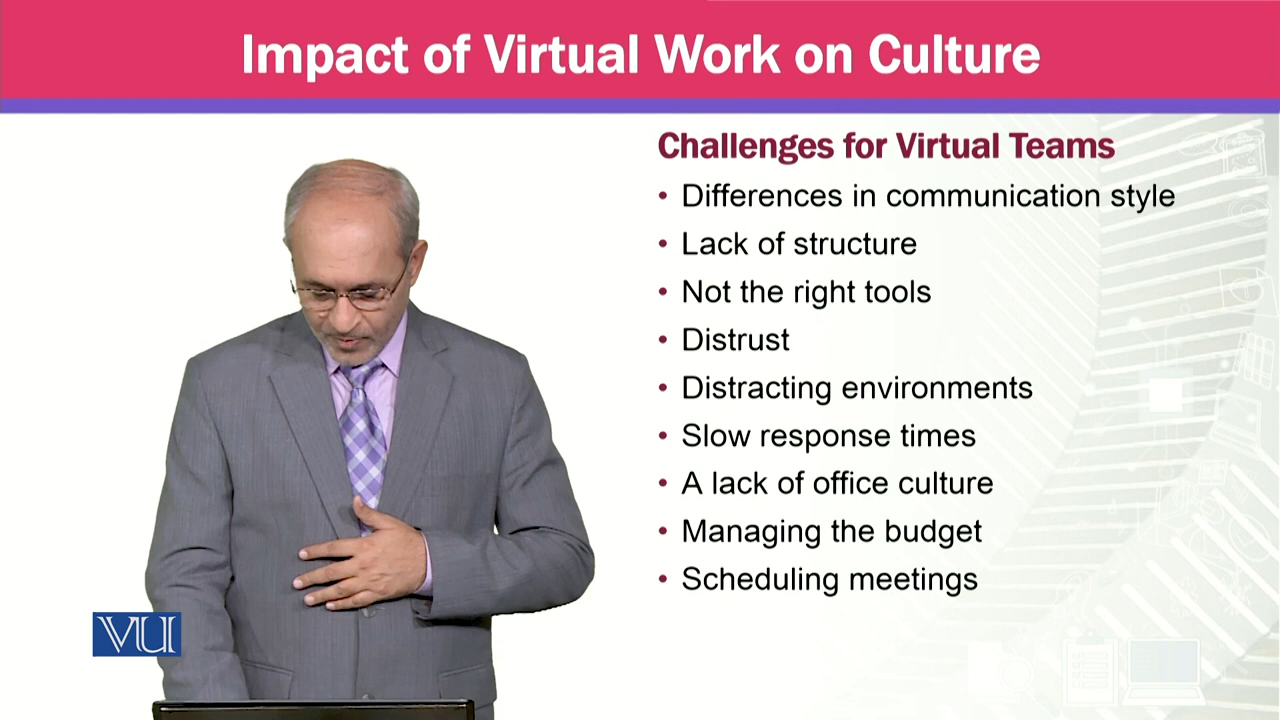 Impact of Virtual Work on Culture
Challenges for Virtual Teams
• Differences in communication style
• Lack of structure
• Not the right tools
• Distrust
• Distracting environments
• Slow response times
• A lack of office culture
• Managing the budget
• Scheduling meetings
VU